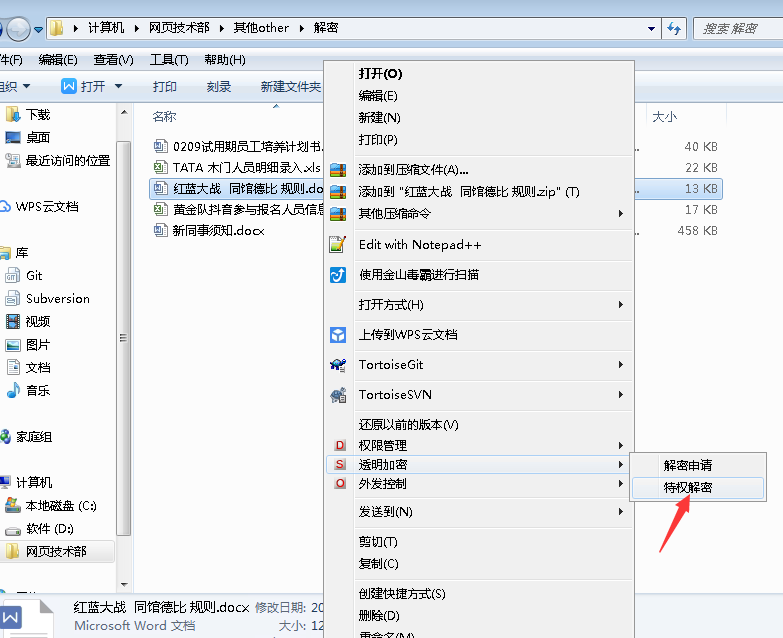 计算机 网页技术部 其他other 解密 搜索 解密
件(F) 编辑(E) 查看(V) 工具(T) 帮助(H)
组织 打开 打印 刻录 新建文件夹
下载
桌面
最近访问的位置
WPS云文档
库
Git
Subversion
视频
图片
文档
音乐
家庭组
计算机
本地磁盘 (C:)
软件 (D:)
网页技术部
名称 大小
0209试用期员工培养计划书. .. 40 KB
TATA 木门人员明细录入.xls 22 KB
红蓝大战 同馆德比 规则.do .. 13 KB
黄金队抖音参与报名人员信息 17 KB
新同事须知.docx .. 458 KB
打开(O)
编辑(E)
新建(N)
打印(P)
添加到压缩文件(A)...
添加到 "红蓝大战 同馆德比 规则.zip" (T)
其他压缩命令
Edit with Notepad++
使用金山毒霸进行扫描
打开方式(H)
上传到WPS云文档
TortoiseGit
TortoiseSVN
还原以前的版本(V)
D 权限管理
S 透明加密
O 外发控制
发送到(N)
剪切(T)
复制(C)
创建快捷方式(S)
删除(D)
重命名(M)
解密申请
特权解密
红蓝大战 同馆德比 规则.docx 修改日期: 20
Microsoft Word 文档 大小: 12